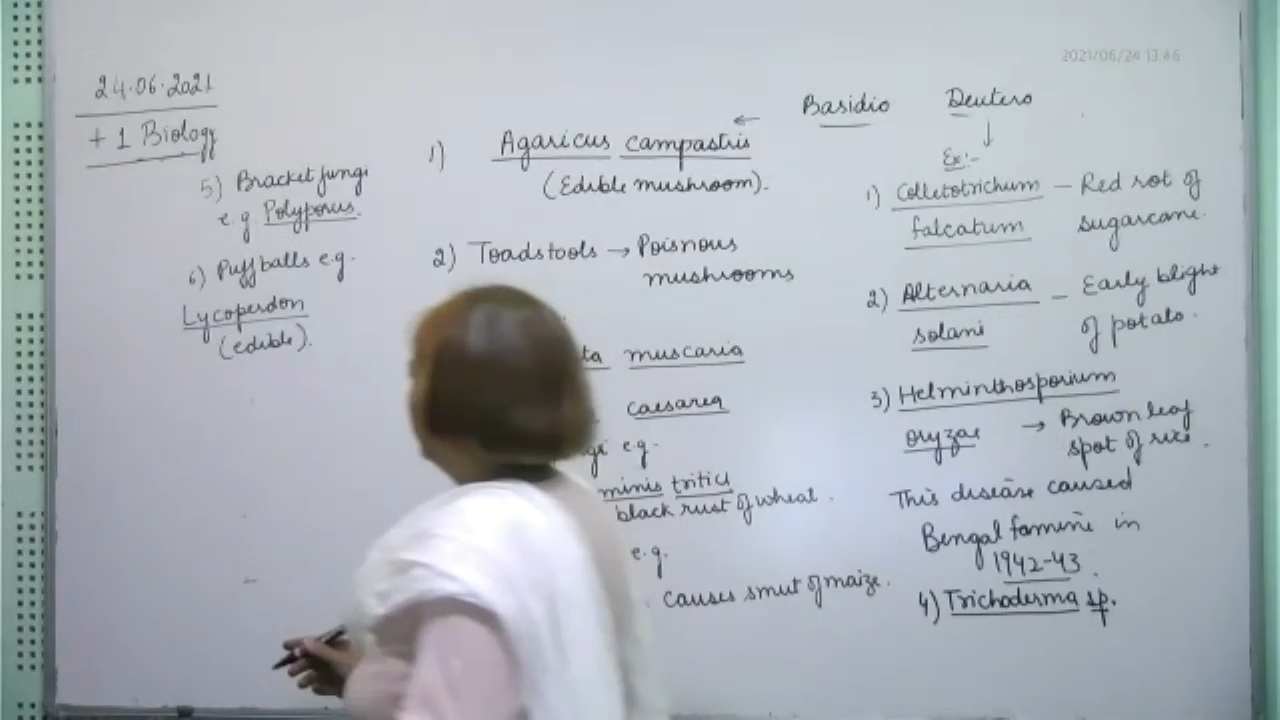 2021/06/24 13:46
24.06.2021
+ 1 Biology
5) Bracket fungi
e g Polyporus.
6) Puffballs e.g.
Lycoperdon
(edible).
Basidio
1) Agaricus campastris ←
(Edible mushroom).
2) Toadstools → Poisnous
mushrooms
ta muscaria
caesarea
gi e.g.
minis tritici
black rust of wheat.
e.g.
causes smut of maize.
Deutero
↓
Ex:-
1) Colletotrichum — Red rot of
falcatum sugarcane.
2) Alternaria — Early blight
solani of potato.
3) Helminthosporium
oryzae → Brown leaf
spot of rice.
This disease caused
Bengal famine in
1942-43.
4) Trichoderma sp.